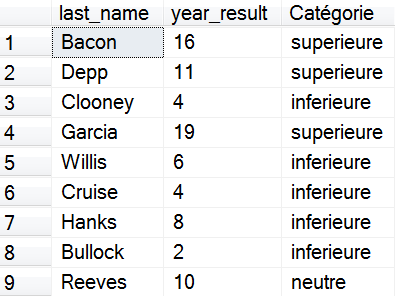 last_name year_result Catégorie
1 Bacon 16 superieure
2 Depp 11 superieure
3 Clooney 4 inferieure
4 Garcia 19 superieure
5 Willis 6 inferieure
6 Cruise 4 inferieure
7 Hanks 8 inferieure
8 Bullock 2 inferieure
9 Reeves 10 neutre